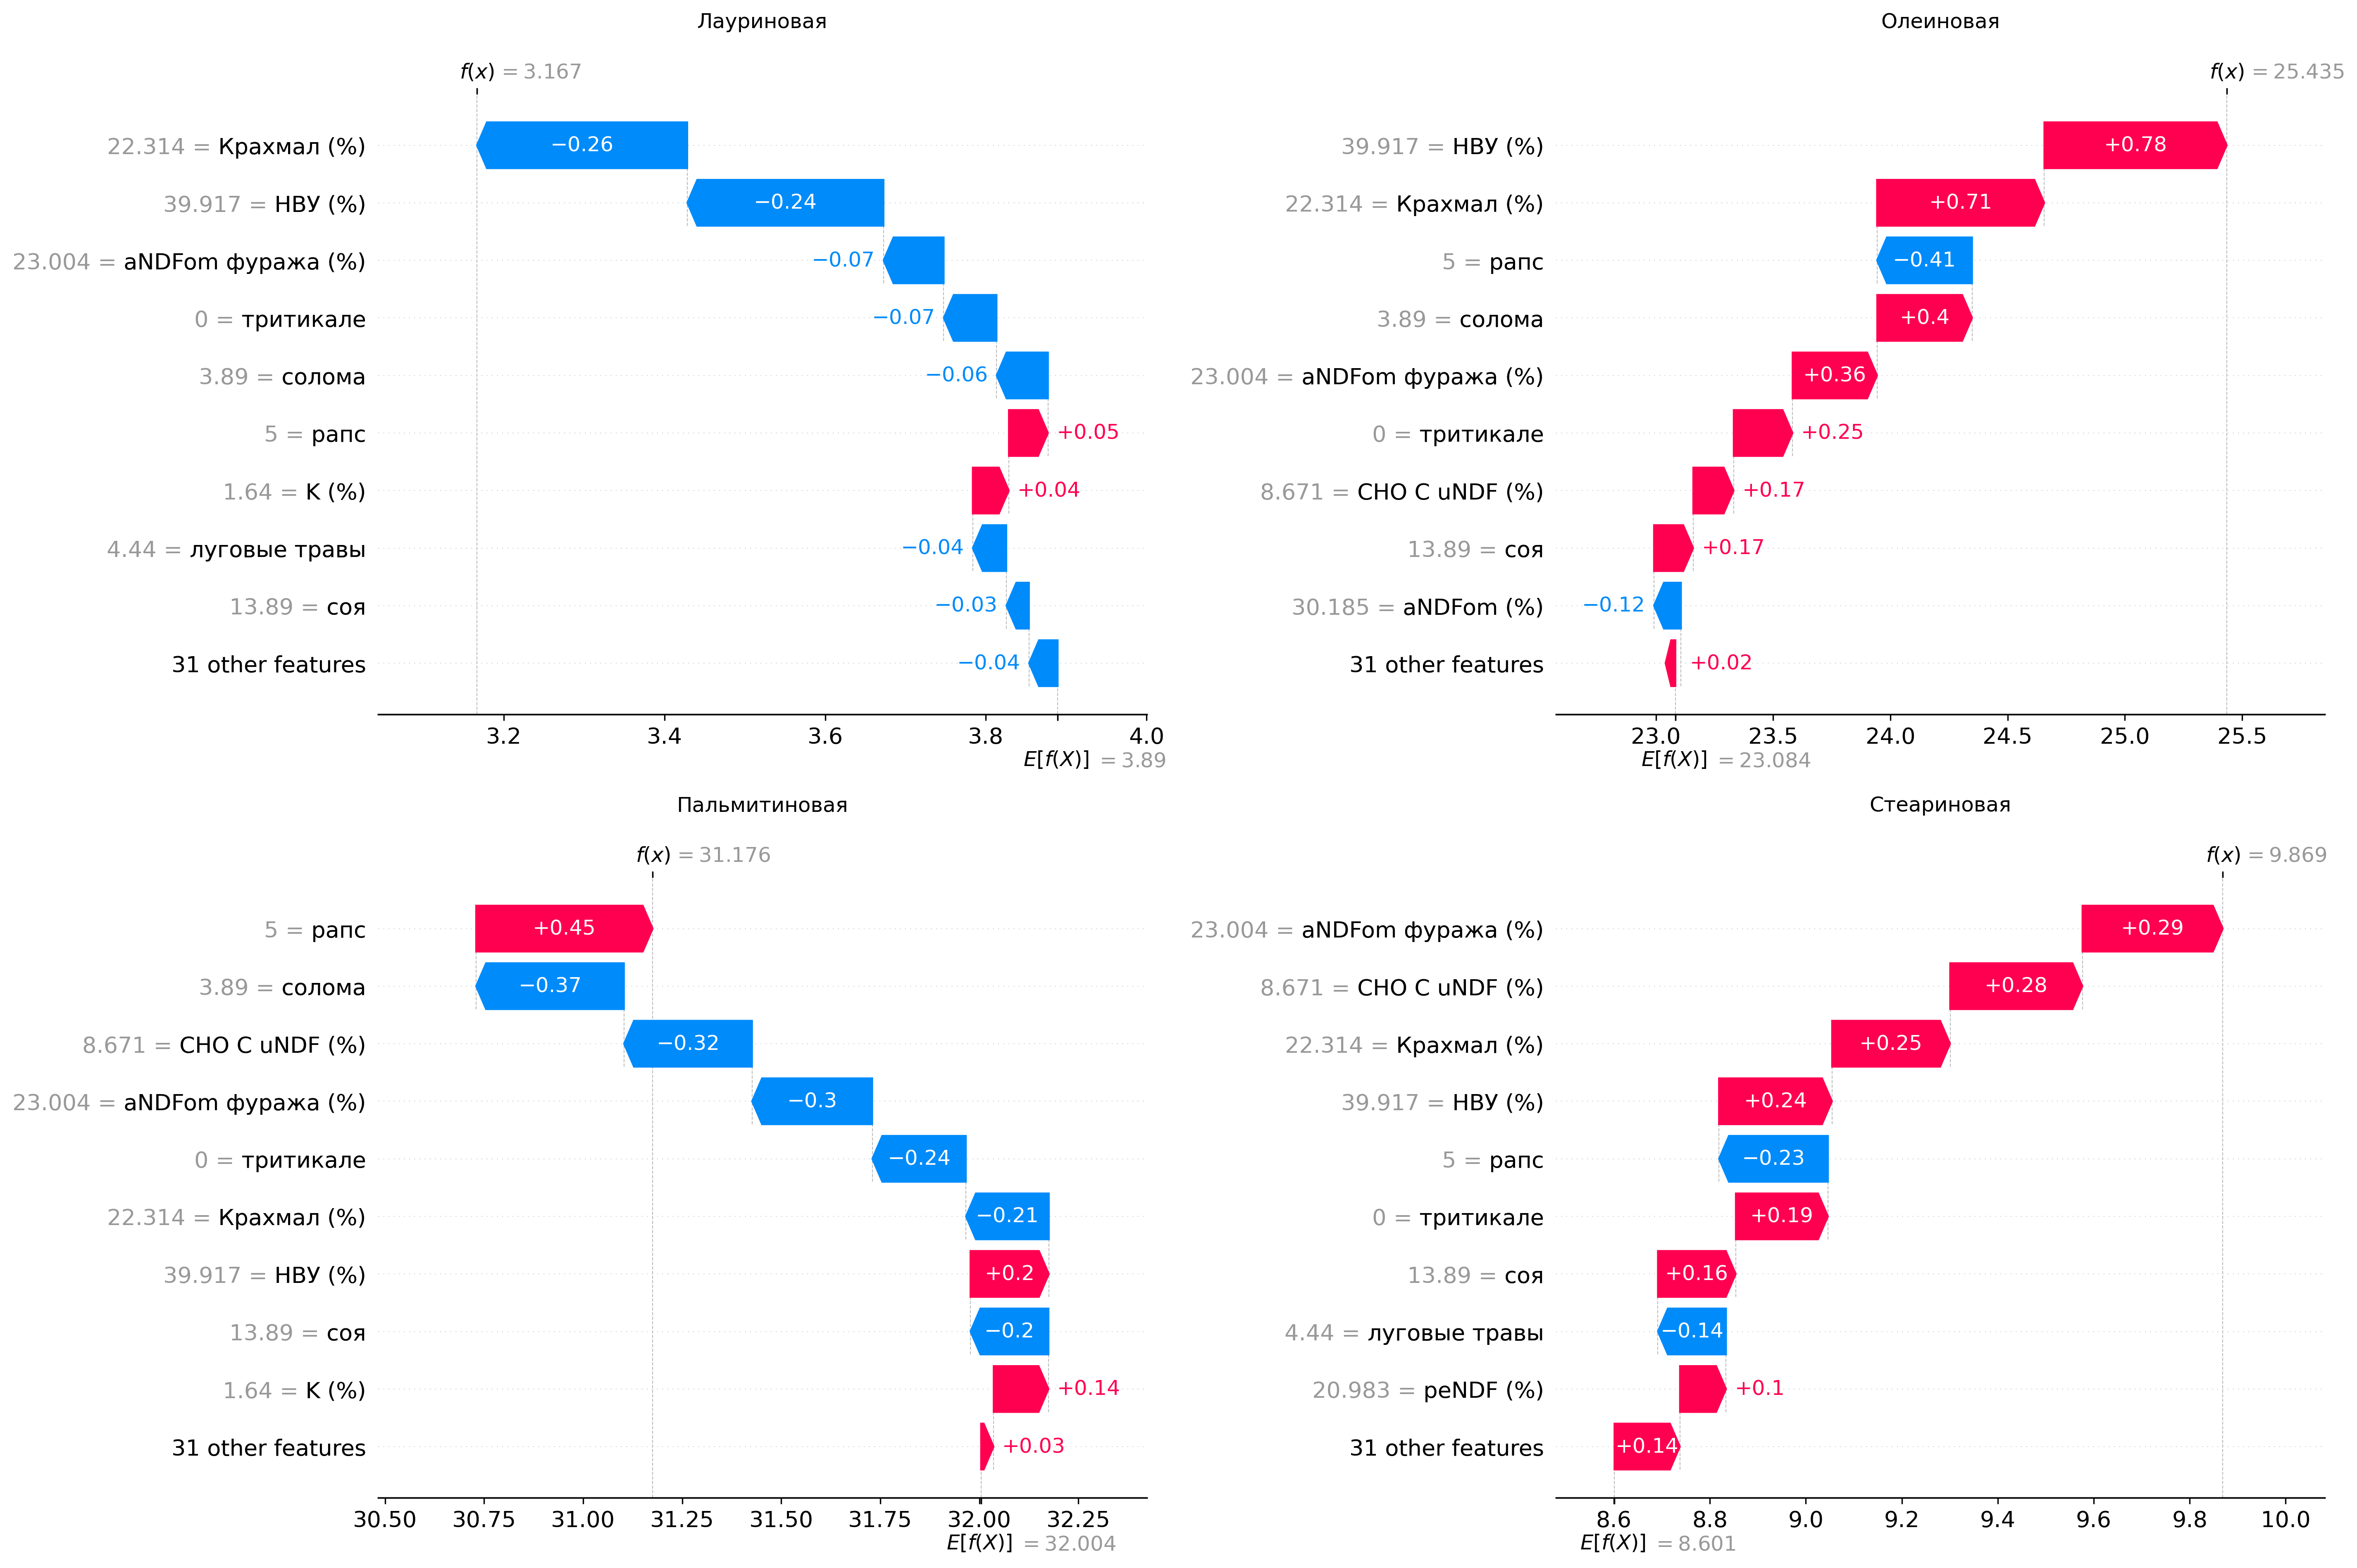 Лауриновая
f(x) = 3.167
22.314 = Крахмал (%)
−0.26
39.917 = НВУ (%)
−0.24
23.004 = aNDFom фуража (%)
−0.07
0 = тритикале
−0.07
3.89 = солома
−0.06
5 = рапс
+0.05
1.64 = K (%)
+0.04
4.44 = луговые травы
−0.04
13.89 = соя
−0.03
31 other features
−0.04
3.2 3.4 3.6 3.8 4.0
E[f(X)] = 3.89
Олеиновая
f(x) = 25.435
39.917 = НВУ (%)
+0.78
22.314 = Крахмал (%)
+0.71
5 = рапс
−0.41
3.89 = солома
+0.4
23.004 = aNDFom фуража (%)
+0.36
0 = тритикале
+0.25
8.671 = CHO C uNDF (%)
+0.17
13.89 = соя
+0.17
30.185 = aNDFom (%)
−0.12
31 other features
+0.02
23.0 23.5 24.0 24.5 25.0 25.5
E[f(X)] = 23.084
Пальмитиновая
f(x) = 31.176
5 = рапс
+0.45
3.89 = солома
−0.37
8.671 = CHO C uNDF (%)
−0.32
23.004 = aNDFom фуража (%)
−0.3
0 = тритикале
−0.24
22.314 = Крахмал (%)
−0.21
39.917 = НВУ (%)
+0.2
13.89 = соя
−0.2
1.64 = K (%)
+0.14
31 other features
+0.03
30.50 30.75 31.00 31.25 31.50 31.75 32.00 32.25
E[f(X)] = 32.004
Стеариновая
f(x) = 9.869
23.004 = aNDFom фуража (%)
+0.29
8.671 = CHO C uNDF (%)
+0.28
22.314 = Крахмал (%)
+0.25
39.917 = НВУ (%)
+0.24
5 = рапс
−0.23
0 = тритикале
+0.19
13.89 = соя
+0.16
4.44 = луговые травы
−0.14
20.983 = peNDF (%)
+0.1
31 other features
+0.14
8.6 8.8 9.0 9.2 9.4 9.6 9.8 10.0
E[f(X)] = 8.601